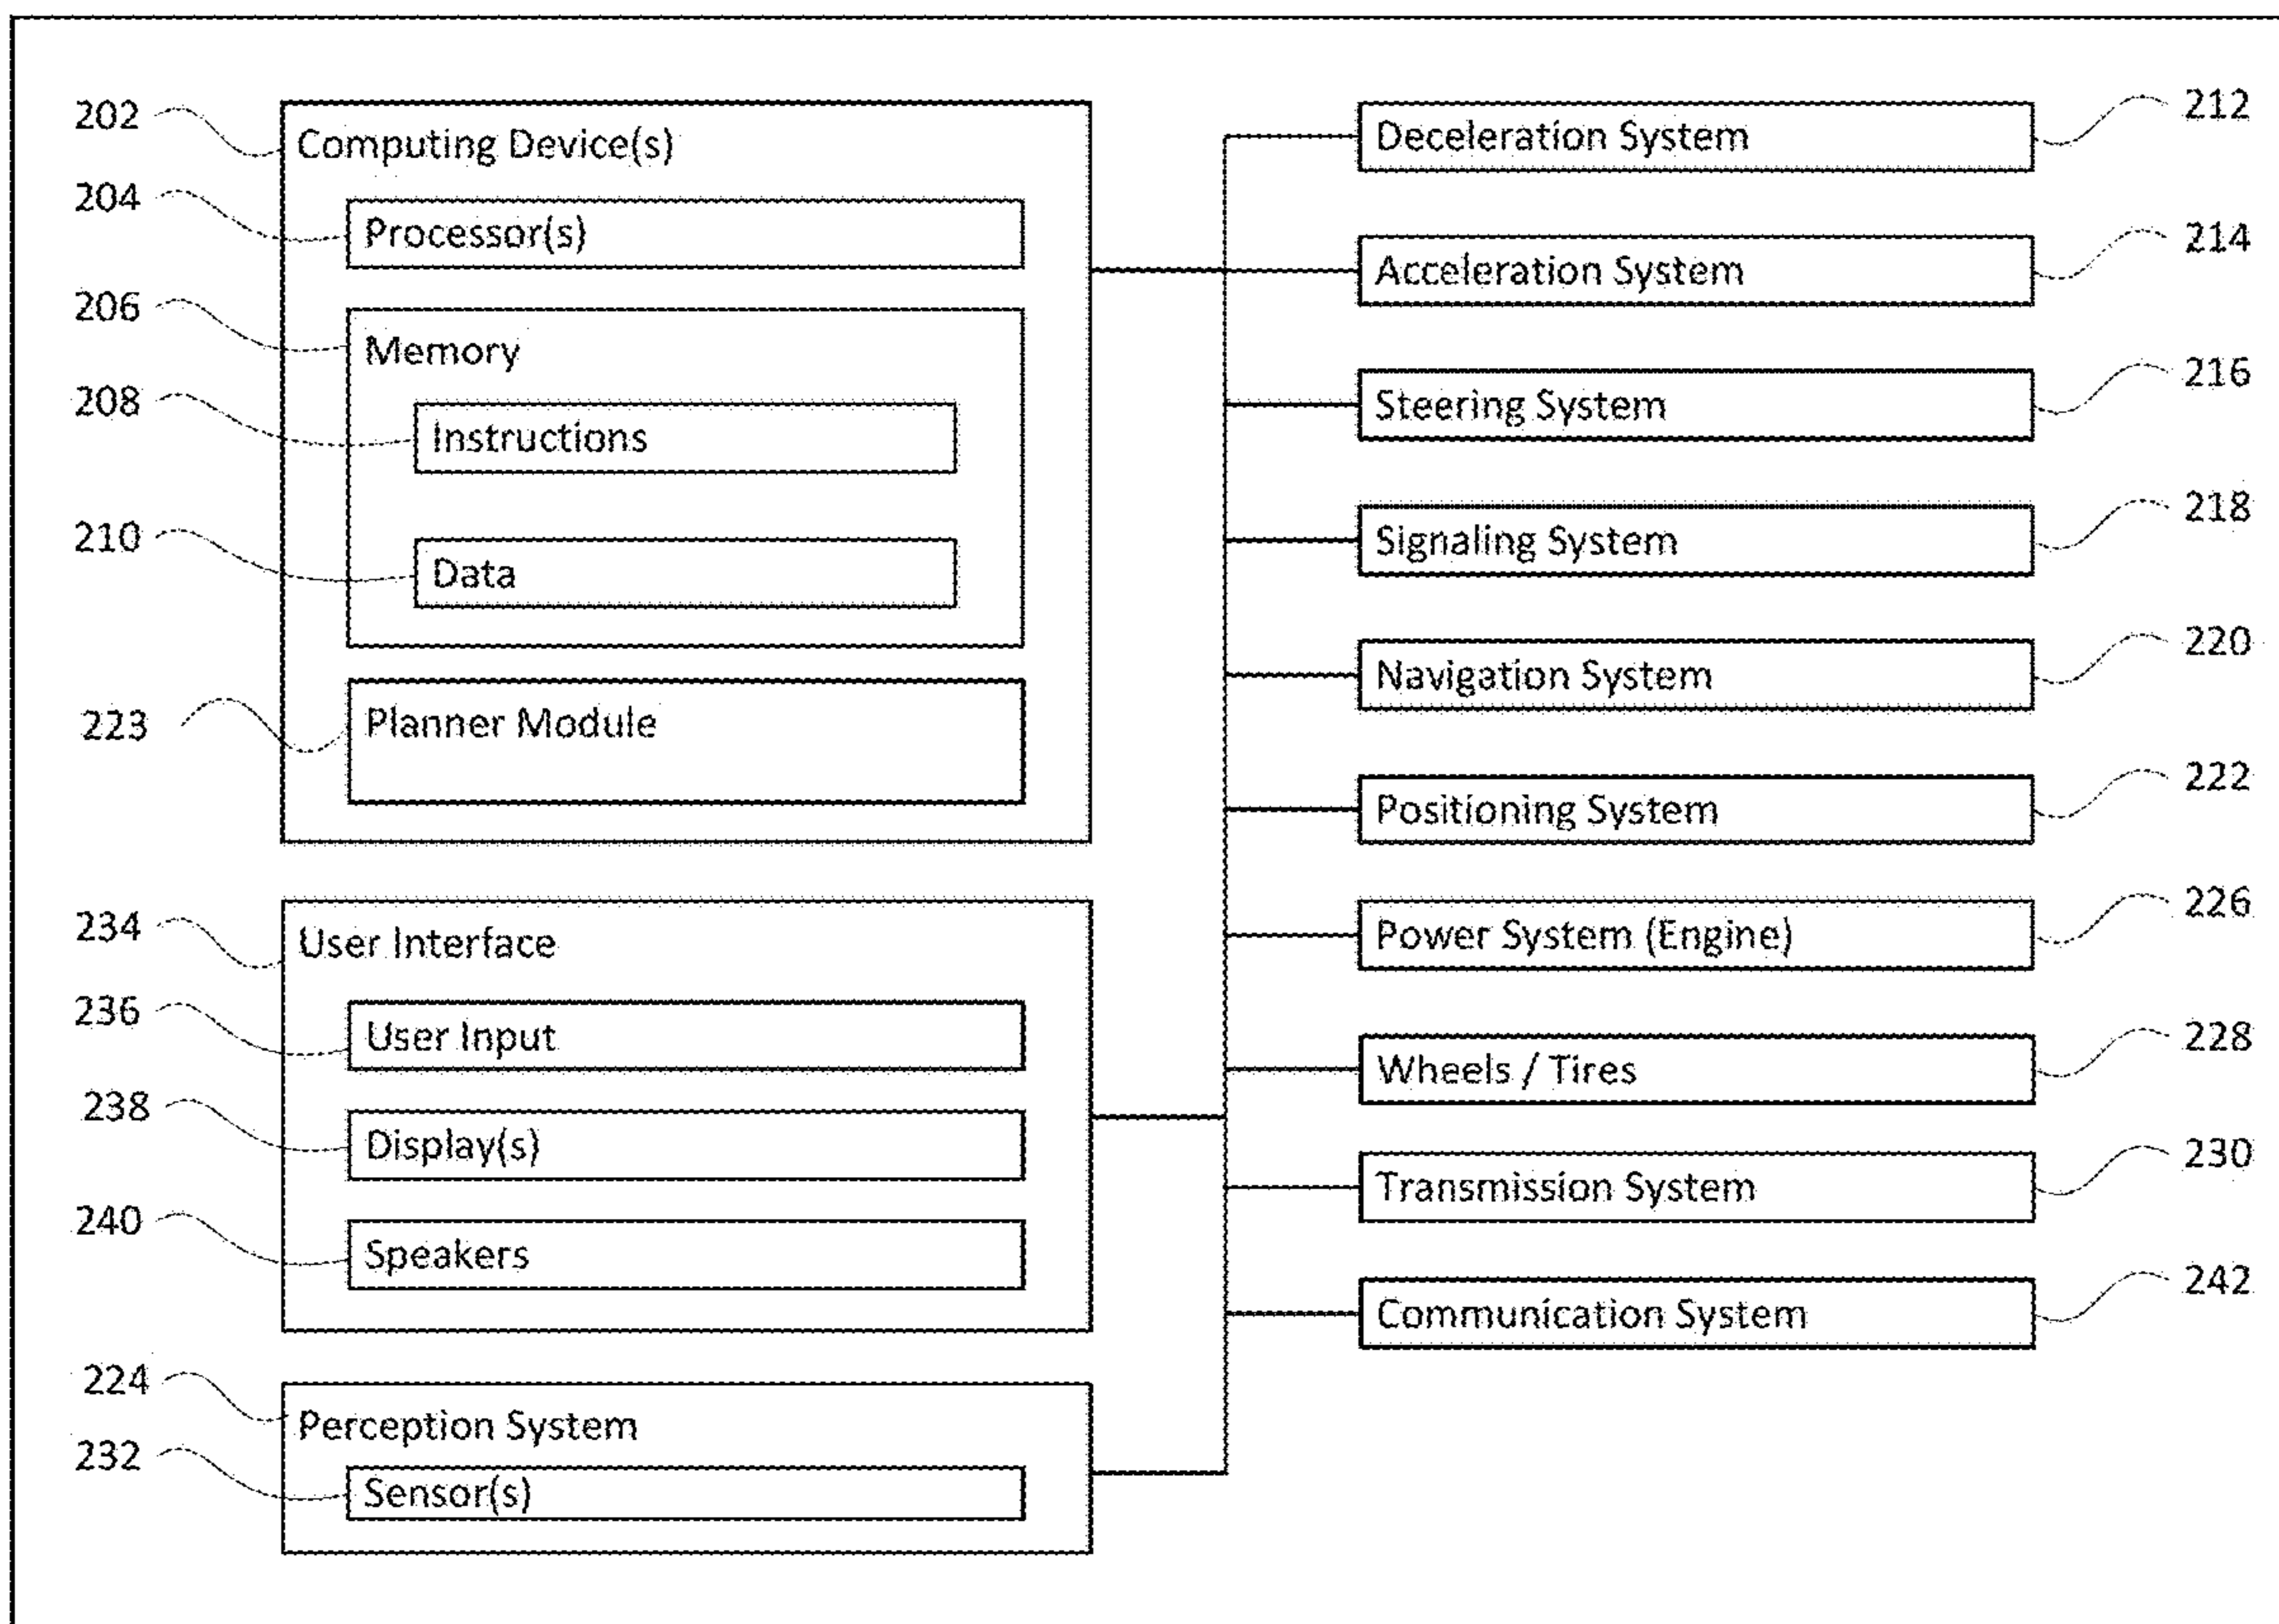 202
Computing Device(s)
204
Processor(s)
206
Memory
208
Instructions
210
Data
223
Planner Module
234
User Interface
236
User Input
238
Display(s)
240
Speakers
224
Perception System
232
Sensor(s)
Deceleration System
212
Acceleration System
214
Steering System
216
Signaling System
218
Navigation System
220
Positioning System
222
Power System (Engine)
226
Wheels / Tires
228
Transmission System
230
Communication System
242